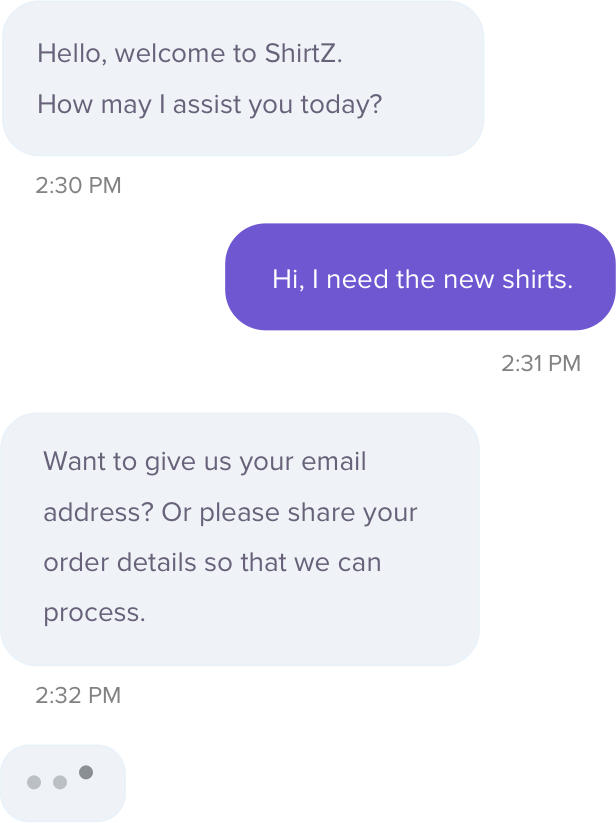 Hello, welcome to ShirtZ.
How may I assist you today?
2:30 PM
Hi, I need the new shirts.
2:31 PM
Want to give us your email
address? Or please share your
order details so that we can
process.
2:32 PM